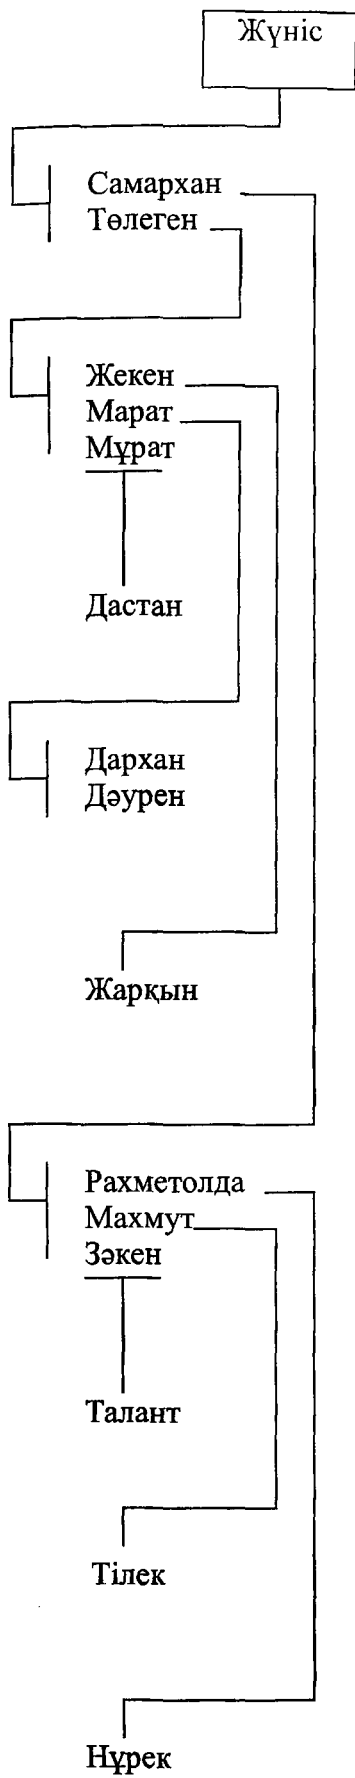 Жүніс
Самархан
Төлеген
Жекен
Марат
Мұрат
Дастан
Дархан
Дәурен
Жарқын
Рахметолда
Махмут
Зәкен
Талант
Тілек
Нұрек